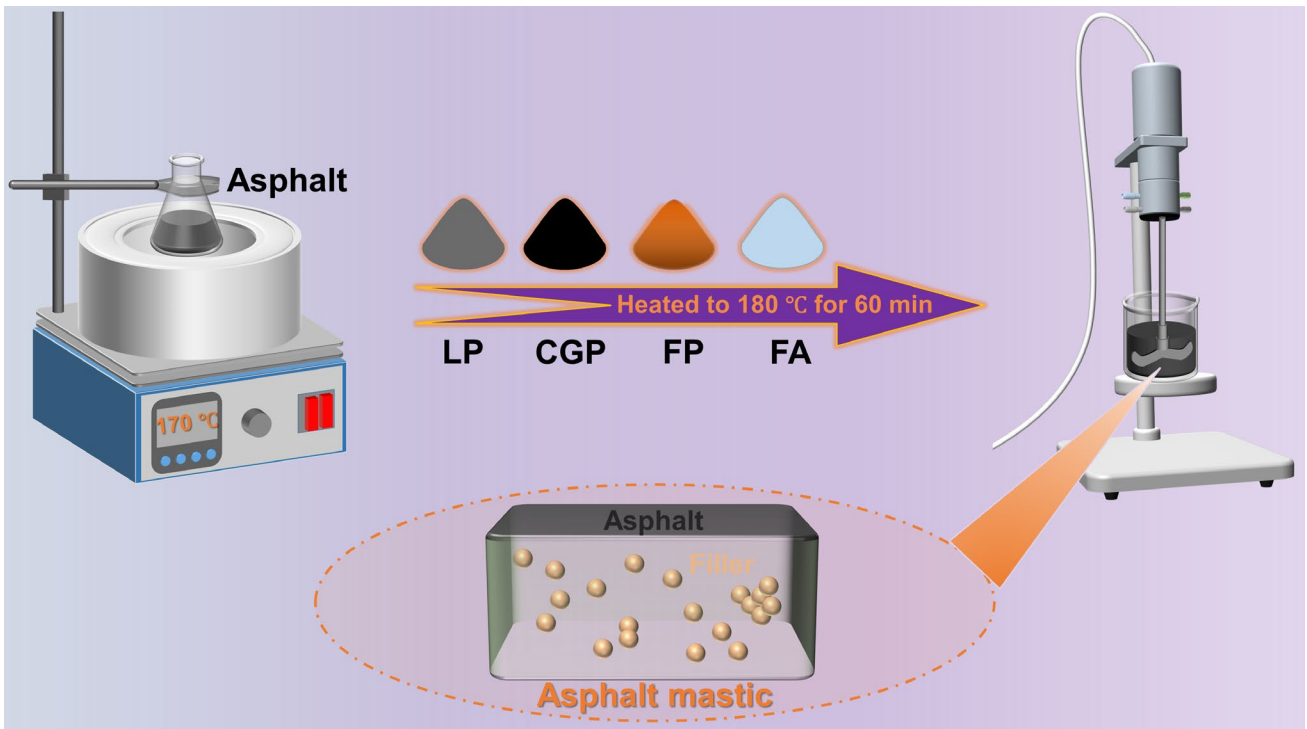 Asphalt
170 ℃
Heated to 180 ℃ for 60 min
LP CGP FP FA
Asphalt
Filler
Asphalt mastic